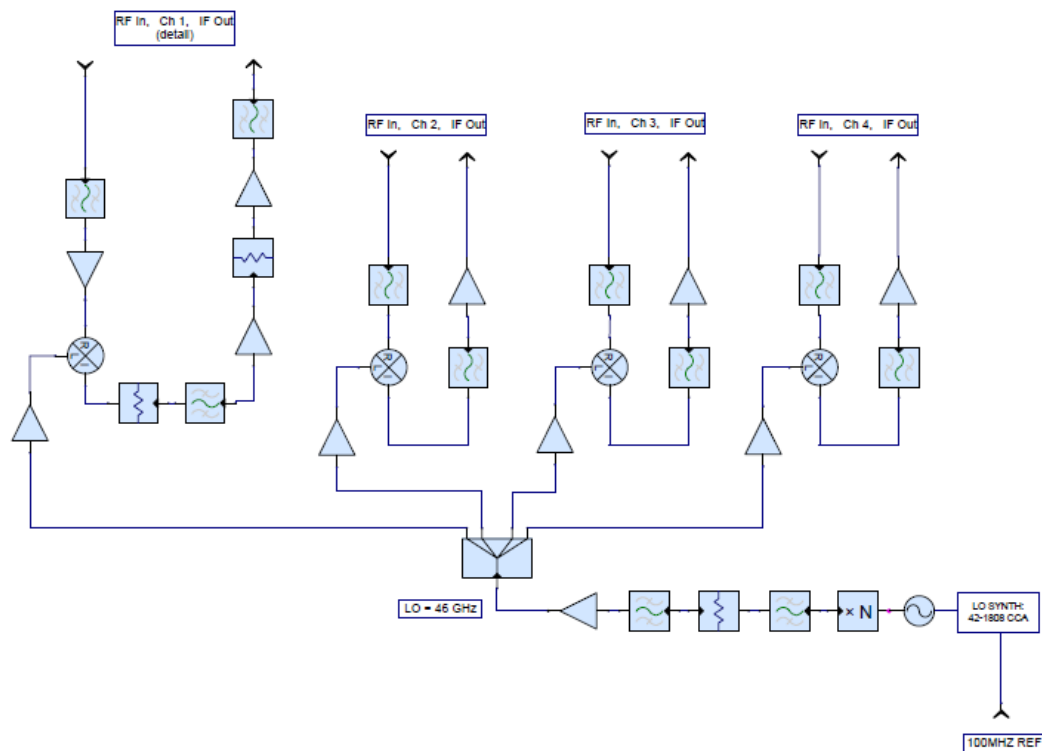 RF In, Ch 1, IF Out
(detail)
RF In, Ch 2, IF Out
RF In, Ch 3, IF Out
RF In, Ch 4, IF Out
R
I
L
R
I
L
R
I
L
R
I
L
LO = 46 GHz
× N
LO SYNTH:
42-1808 CCA
100MHZ REF